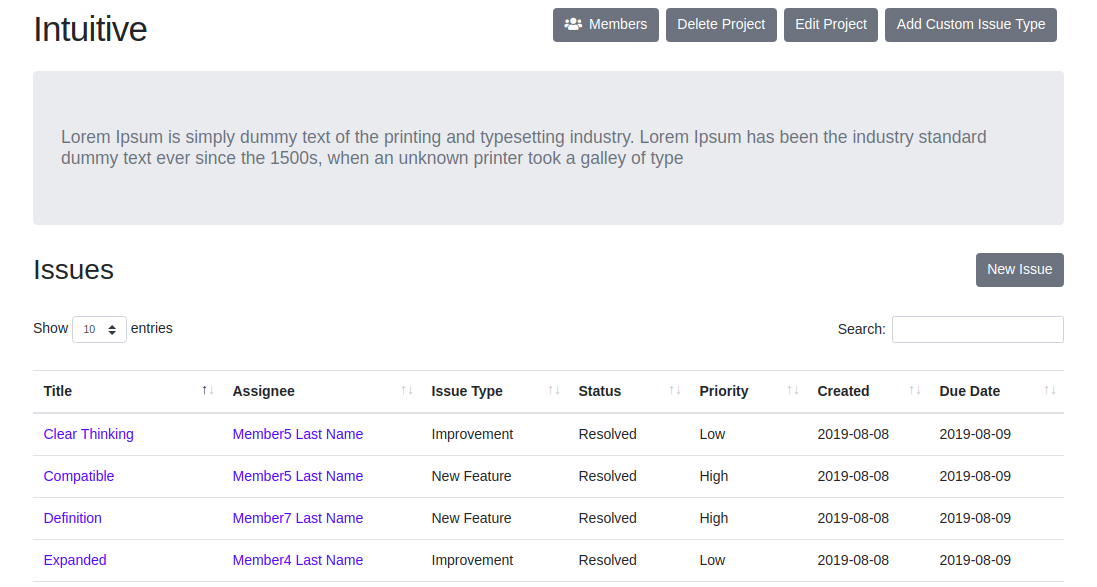 Intuitive
Members Delete Project Edit Project Add Custom Issue Type
Lorem Ipsum is simply dummy text of the printing and typesetting industry. Lorem Ipsum has been the industry standard
dummy text ever since the 1500s, when an unknown printer took a galley of type
Issues New Issue
Show 10 entries Search:
Title ↑↓ Assignee ↑↓ Issue Type ↑↓ Status ↑↓ Priority ↑↓ Created ↑↓ Due Date ↑↓
Clear Thinking Member5 Last Name Improvement Resolved Low 2019-08-08 2019-08-09
Compatible Member5 Last Name New Feature Resolved High 2019-08-08 2019-08-09
Definition Member7 Last Name New Feature Resolved High 2019-08-08 2019-08-09
Expanded Member4 Last Name Improvement Resolved Low 2019-08-08 2019-08-09